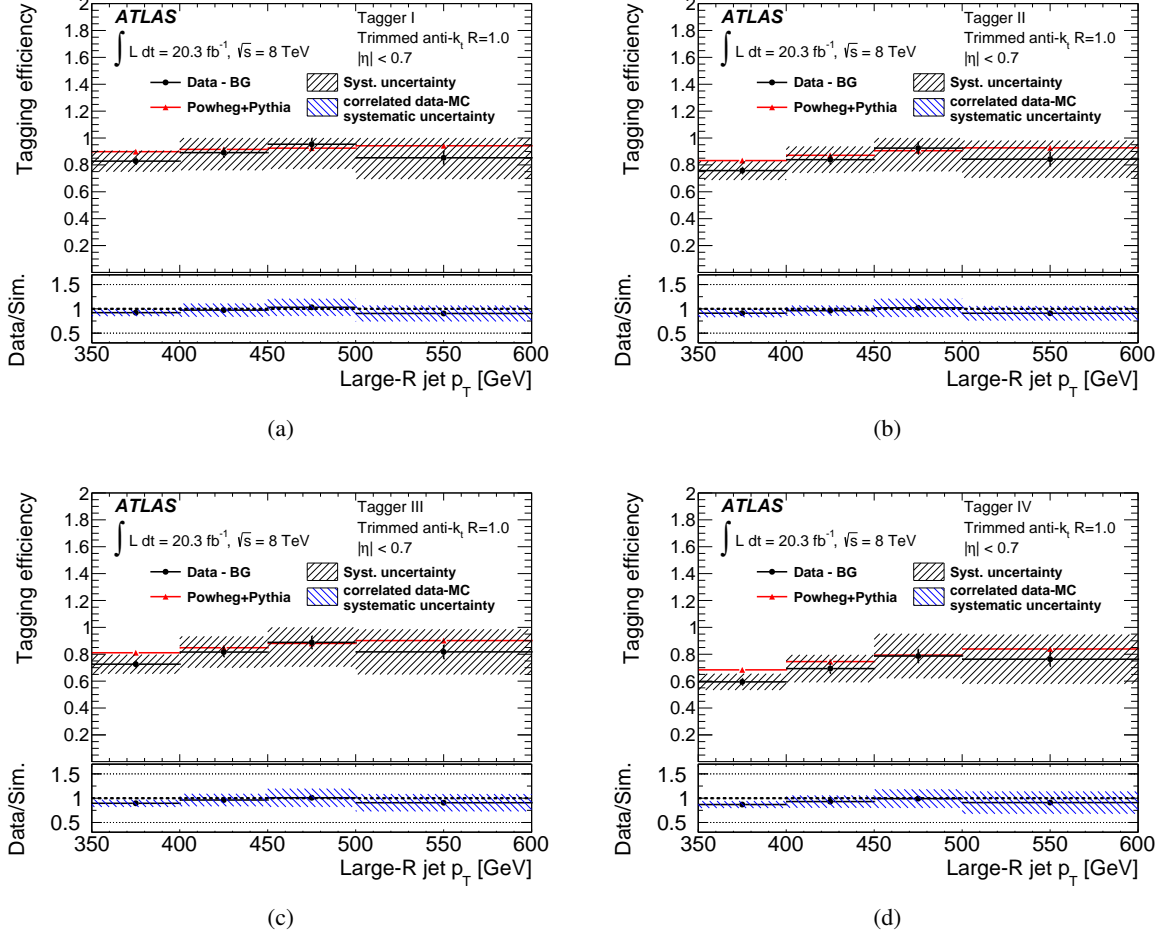 ATLAS
Tagger I
Trimmed anti-k_t R=1.0
∫ L dt = 20.3 fb⁻¹, √s = 8 TeV
|η| < 0.7
Data - BG
Syst. uncertainty
Powheg+Pythia
correlated data-MC
systematic uncertainty
Tagging efficiency
2
1.8
1.6
1.4
1.2
1
0.8
0.6
0.4
0.2
Data/Sim.
1.5
1
0.5
350 400 450 500 550 600
Large-R jet p_T [GeV]
(a)
ATLAS
Tagger II
Trimmed anti-k_t R=1.0
∫ L dt = 20.3 fb⁻¹, √s = 8 TeV
|η| < 0.7
Data - BG
Syst. uncertainty
Powheg+Pythia
correlated data-MC
systematic uncertainty
Tagging efficiency
2
1.8
1.6
1.4
1.2
1
0.8
0.6
0.4
0.2
Data/Sim.
1.5
1
0.5
350 400 450 500 550 600
Large-R jet p_T [GeV]
(b)
ATLAS
Tagger III
Trimmed anti-k_t R=1.0
∫ L dt = 20.3 fb⁻¹, √s = 8 TeV
|η| < 0.7
Data - BG
Syst. uncertainty
Powheg+Pythia
correlated data-MC
systematic uncertainty
Tagging efficiency
2
1.8
1.6
1.4
1.2
1
0.8
0.6
0.4
0.2
Data/Sim.
1.5
1
0.5
350 400 450 500 550 600
Large-R jet p_T [GeV]
(c)
ATLAS
Tagger IV
Trimmed anti-k_t R=1.0
∫ L dt = 20.3 fb⁻¹, √s = 8 TeV
|η| < 0.7
Data - BG
Syst. uncertainty
Powheg+Pythia
correlated data-MC
systematic uncertainty
Tagging efficiency
2
1.8
1.6
1.4
1.2
1
0.8
0.6
0.4
0.2
Data/Sim.
1.5
1
0.5
350 400 450 500 550 600
Large-R jet p_T [GeV]
(d)